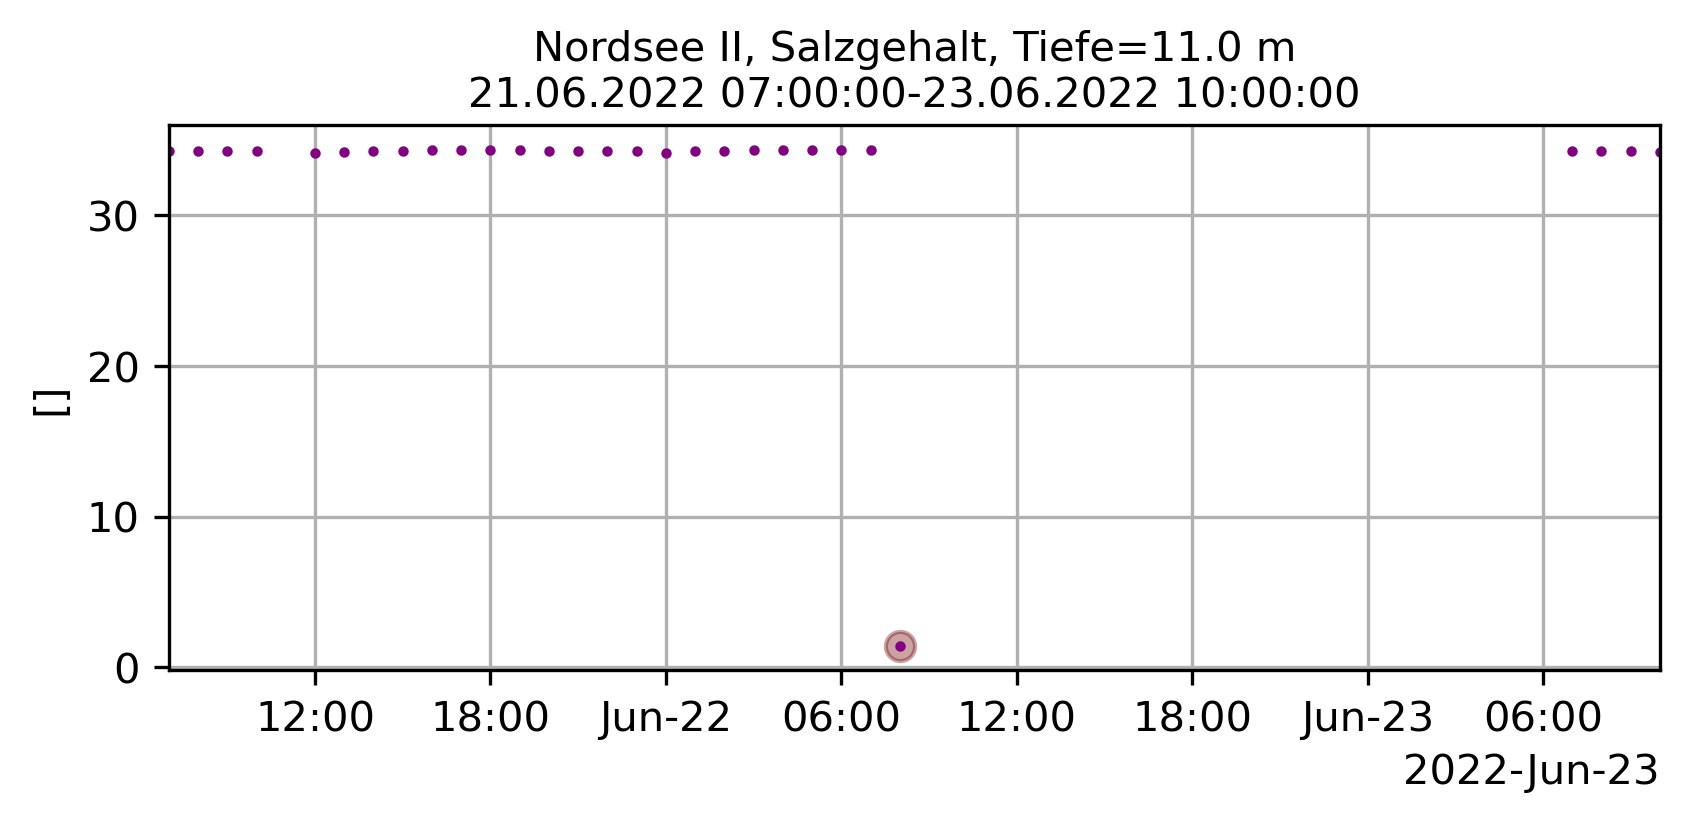 Nordsee II, Salzgehalt, Tiefe=11.0 m
21.06.2022 07:00:00-23.06.2022 10:00:00
30
20
10
0
[]
12:00 18:00 Jun-22 06:00 12:00 18:00 Jun-23 06:00
2022-Jun-23